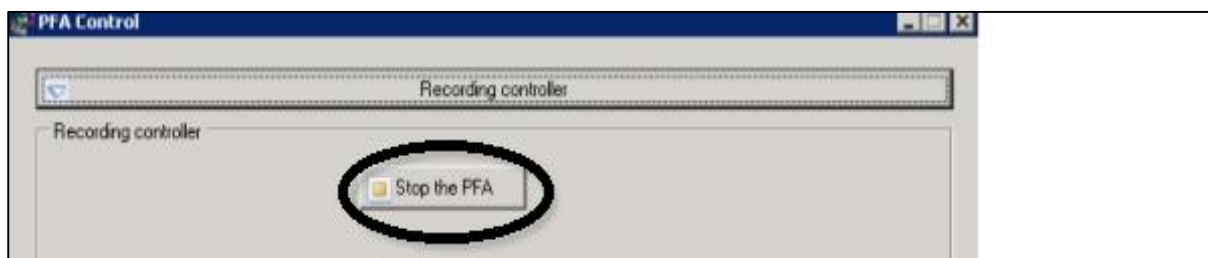 PFA Control
Recording controller
Recording controller
Stop the PFA